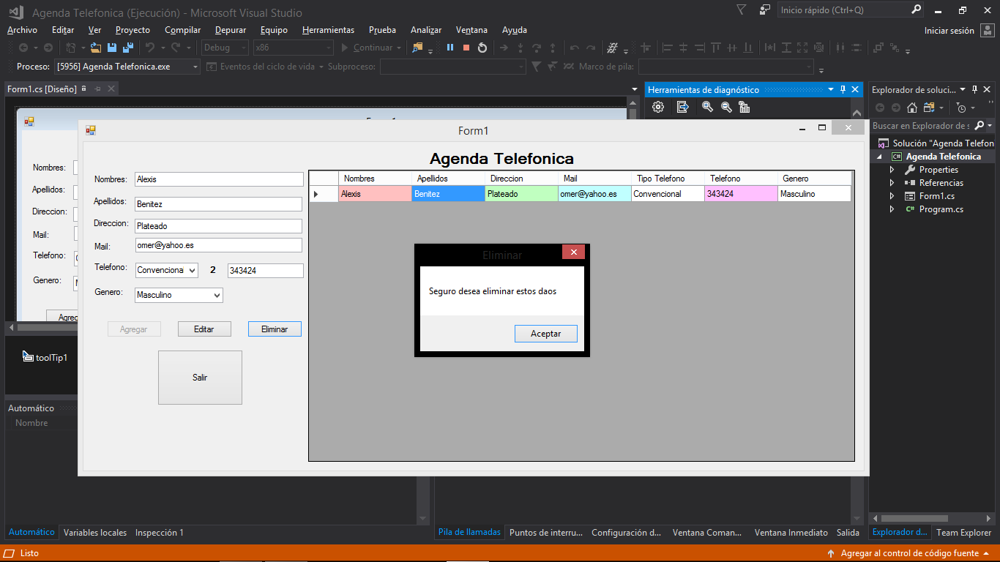 Agenda Telefonica (Ejecución) - Microsoft Visual Studio
Inicio rápido (Ctrl+Q)
Archivo Editar Ver Proyecto Compilar Depurar Equipo Herramientas Prueba Analizar Ventana Ayuda
Iniciar sesión
Debug x86 Continuar
Proceso: [5956] Agenda Telefonica.exe Eventos del ciclo de vida Subproceso: Marco de pila:
Form1.cs [Diseño]
Herramientas de diagnóstico
Explorador de soluci...
Buscar en Explorador de s
Solución "Agenda Telefon
Agenda Telefonica
Properties
Referencias
Form1.cs
C# Program.cs
Nombres:
Apellidos:
Direccion:
Mail:
Telefono:
Genero:
Agreg
toolTip1
Form1
Agenda Telefonica
Nombres: Alexis
Apellidos: Benitez
Direccion: Plateado
Mail: omer@yahoo.es
Telefono: Convencional 2 343424
Genero: Masculino
Agregar Editar Eliminar
Salir
Nombres Apellidos Direccion Mail Tipo Telefono Telefono Genero
Alexis Benitez Plateado omer@yahoo.es Convencional 343424 Masculino
Eliminar
Seguro desea eliminar estos daos
Aceptar
Automático
Nombre
Automático Variables locales Inspección 1
Pila de llamadas Puntos de interru... Configuración d... Ventana Coman... Ventana Inmediato Salida
Explorador d... Team Explorer
Listo
Agregar al control de código fuente